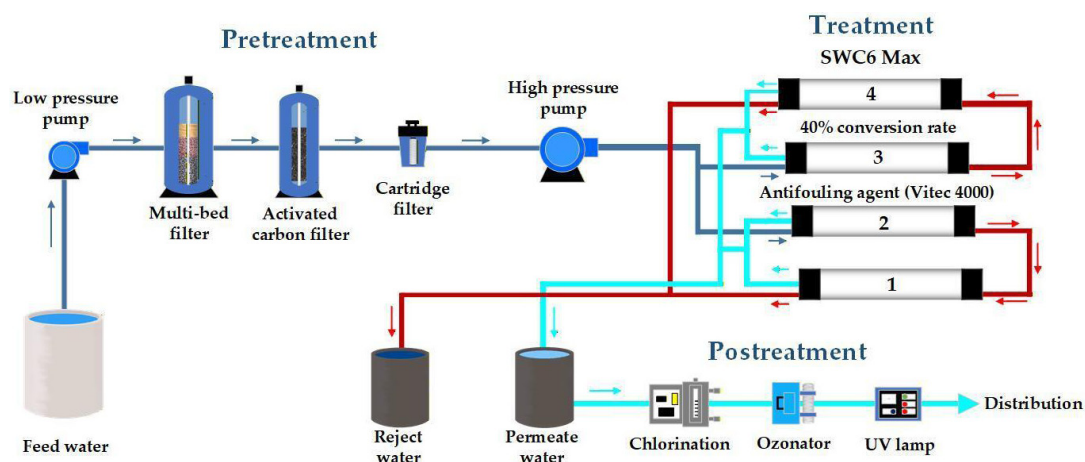 Pretreatment
Treatment
SWC6 Max
Low pressure
pump
High pressure
pump
4
40% conversion rate
3
Antifouling agent (Vitec 4000)
2
1
Multi-bed
filter
Activated
carbon filter
Cartridge
filter
Postreatment
Feed water
Reject
water
Permeate
water
Chlorination
Ozonator
UV lamp
Distribution